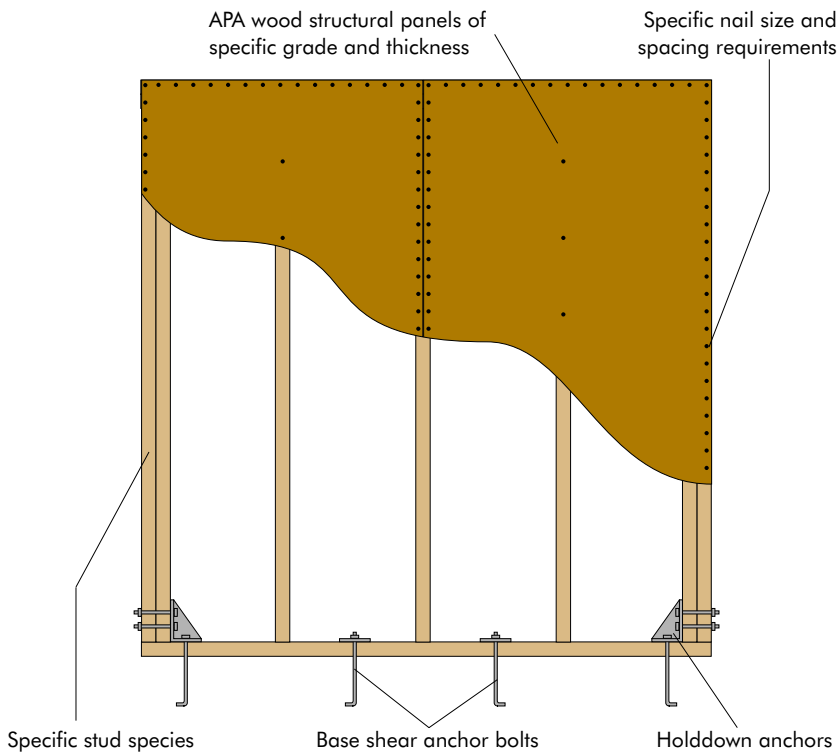 APA wood structural panels of
specific grade and thickness
Specific nail size and
spacing requirements
Specific stud species
Base shear anchor bolts
Holddown anchors